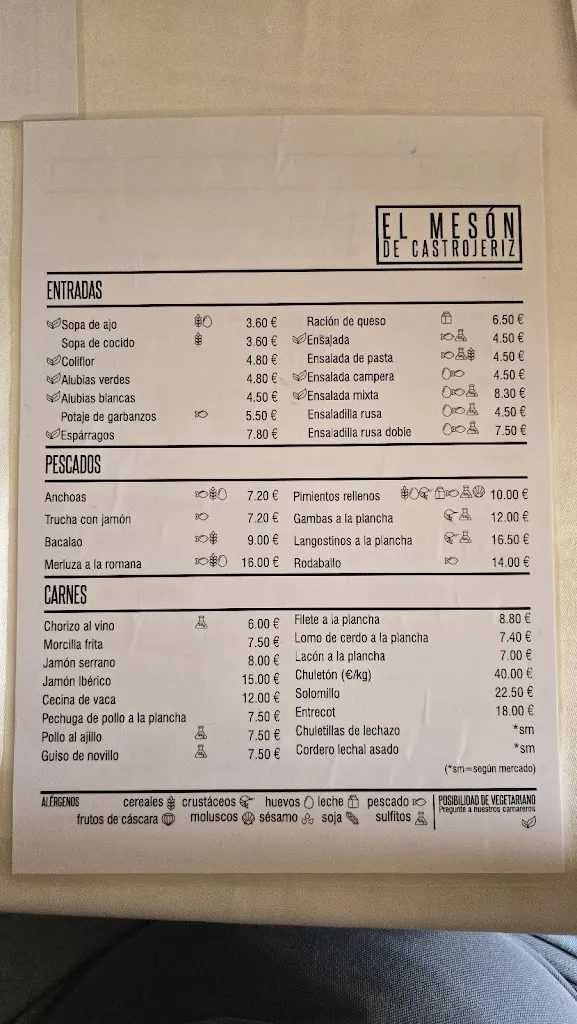 EL MESÓN
DE CASTROJERIZ
ENTRADAS
Sopa de ajo 3.60 €
Sopa de cocido 3.60 €
Coliflor 4.80 €
Alubias verdes 4.80 €
Alubias blancas 4.50 €
Potaje de garbanzos 5.50 €
Espárragos 7.80 €
Ración de queso 6.50 €
Ensalada 4.50 €
Ensalada de pasta 4.50 €
Ensalada campera 4.50 €
Ensalada mixta 8.30 €
Ensaladilla rusa 4.50 €
Ensaladilla rusa doble 7.50 €
PESCADOS
Anchoas 7.20 €
Trucha con jamón 7.20 €
Bacalao 9.00 €
Merluza a la romana 16.00 €
Pimientos rellenos 10.00 €
Gambas a la plancha 12.00 €
Langostinos a la plancha 16.50 €
Rodaballo 14.00 €
CARNES
Chorizo al vino 6.00 €
Morcilla frita 7.50 €
Jamón serrano 8.00 €
Jamón Ibérico 15.00 €
Cecina de vaca 12.00 €
Pechuga de pollo a la plancha 7.50 €
Pollo al ajillo 7.50 €
Guiso de novillo 7.50 €
Filete a la plancha 8.80 €
Lomo de cerdo a la plancha 7.40 €
Lacón a la plancha 7.00 €
Chuletón (€/kg) 40.00 €
Solomillo 22.50 €
Entrecot 18.00 €
Chuletillas de lechazo *sm
Cordero lechal asado *sm
(*sm=según mercado)
ALÉRGENOS cereales crustáceos huevos leche pescado
frutos de cáscara moluscos sésamo soja sulfitos
POSIBILIDAD DE VEGETARIANO
Pregunte a nuestros camareros